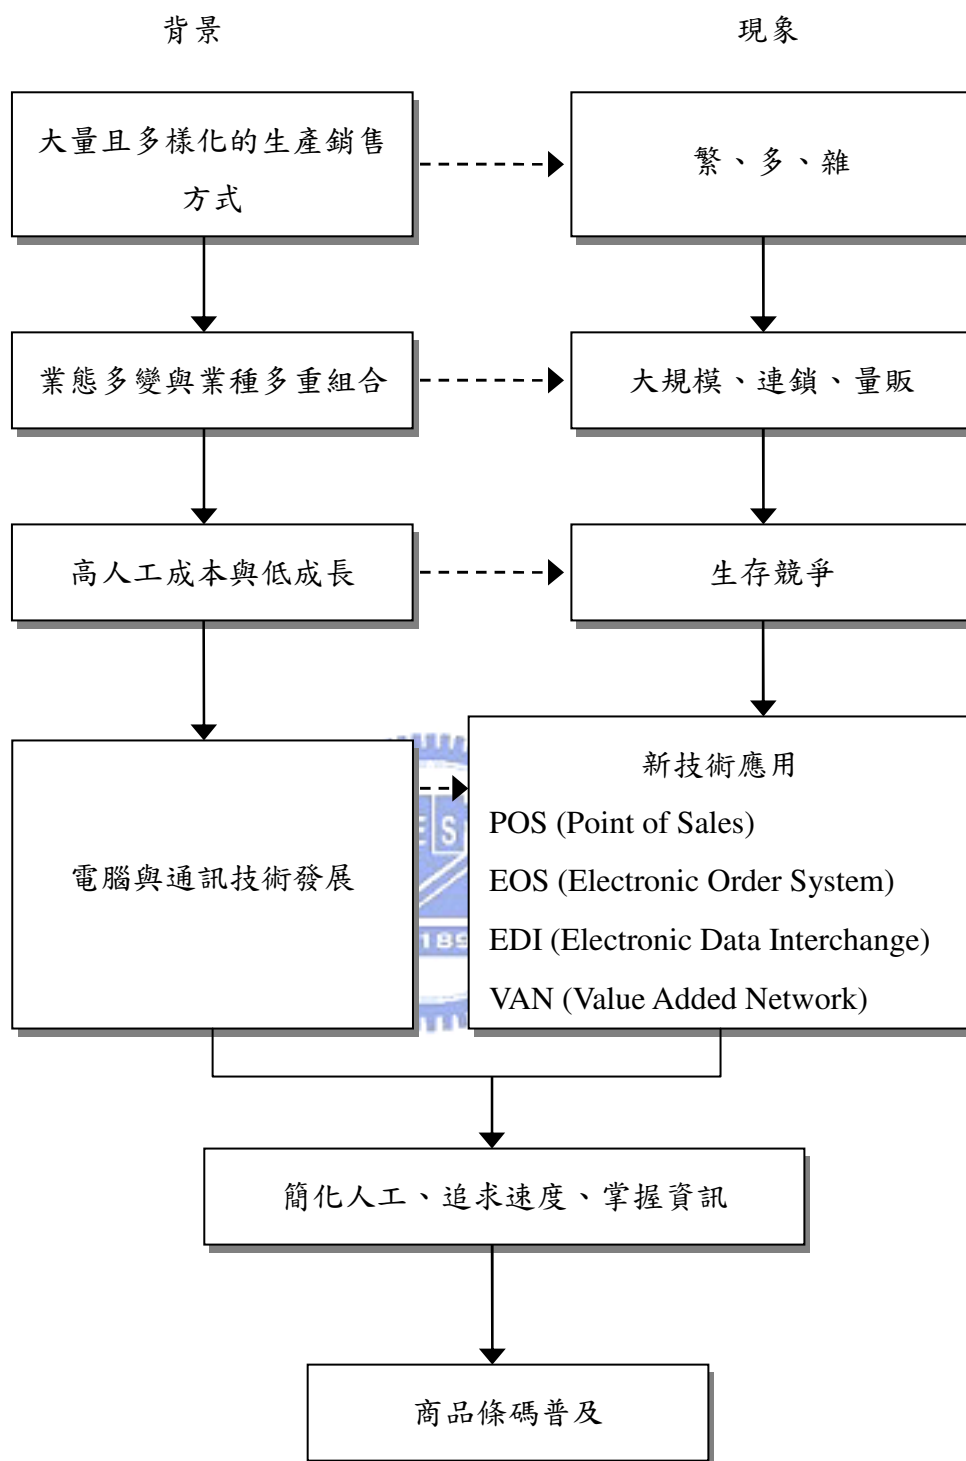 背景
現象
大量且多樣化的生產銷售
方式
繁、多、雜
業態多變與業種多重組合
大規模、連鎖、量販
高人工成本與低成長
生存競爭
電腦與通訊技術發展
新技術應用
POS (Point of Sales)
EOS (Electronic Order System)
EDI (Electronic Data Interchange)
VAN (Value Added Network)
E S
189
簡化人工、追求速度、掌握資訊
商品條碼普及